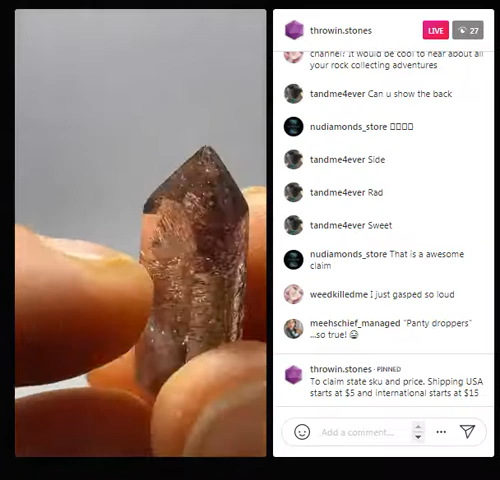 throwin.stones LIVE 27
channel? It would be cool to hear about all
your rock collecting adventures
tandme4ever Can u show the back
nudiamonds_store
tandme4ever Side
tandme4ever Rad
tandme4ever Sweet
nudiamonds_store That is a awesome
claim
weedkilledme I just gasped so loud
meehschief_managed "Panty droppers"
...so true! 😂
throwin.stones · PINNED
To claim state sku and price. Shipping USA
starts at $5 and international starts at $15
Add a comment...